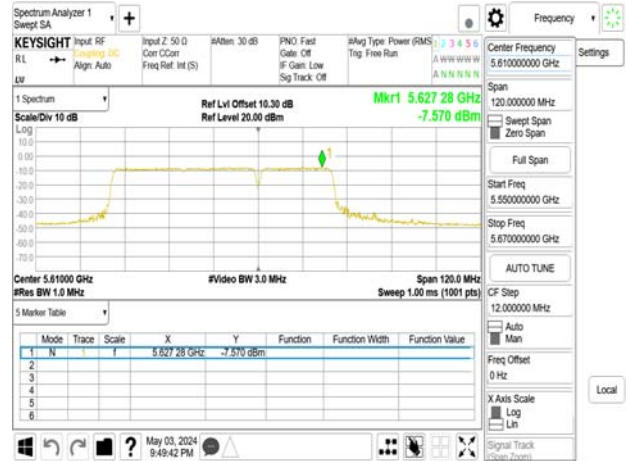 Spectrum Analyzer 1
Swept SA
+
Frequency
KEYSIGHT
RL
LU
Input: RF
Coupling: DC
Align: Auto
Input Z: 50 Ω
Corr CCorr
Freq Ref: Int (S)
#Atten: 30 dB
PNO: Fast
Gate: Off
IF Gain: Low
Sig Track: Off
#Avg Type: Power (RMS
Trig: Free Run
1 2 3 4 5 6
A W W W W W
A N N N N N
Center Frequency
5.610000000 GHz
Settings
Span
120.000000 MHz
Swept Span
Zero Span
Full Span
Start Freq
5.550000000 GHz
Stop Freq
5.670000000 GHz
AUTO TUNE
CF Step
12.000000 MHz
Auto
Man
Freq Offset
0 Hz
X Axis Scale
Log
Lin
Signal Track
(Span Zoom)
Local
1 Spectrum
Scale/Div 10 dB
Ref Lvl Offset 10.30 dB
Ref Level 20.00 dBm
Mkr1 5.627 28 GHz
-7.570 dBm
Log
10.0
0.00
-10.0
-20.0
-30.0
-40.0
-50.0
-60.0
-70.0
1
Center 5.61000 GHz
#Res BW 1.0 MHz
#Video BW 3.0 MHz
Span 120.0 MHz
Sweep 1.00 ms (1001 pts)
5 Marker Table
Mode Trace Scale X Y Function Function Width Function Value
1 N 1 f 5.627 28 GHz -7.570 dBm
2
3
4
5
6
?
May 03, 2024
9:49:42 PM